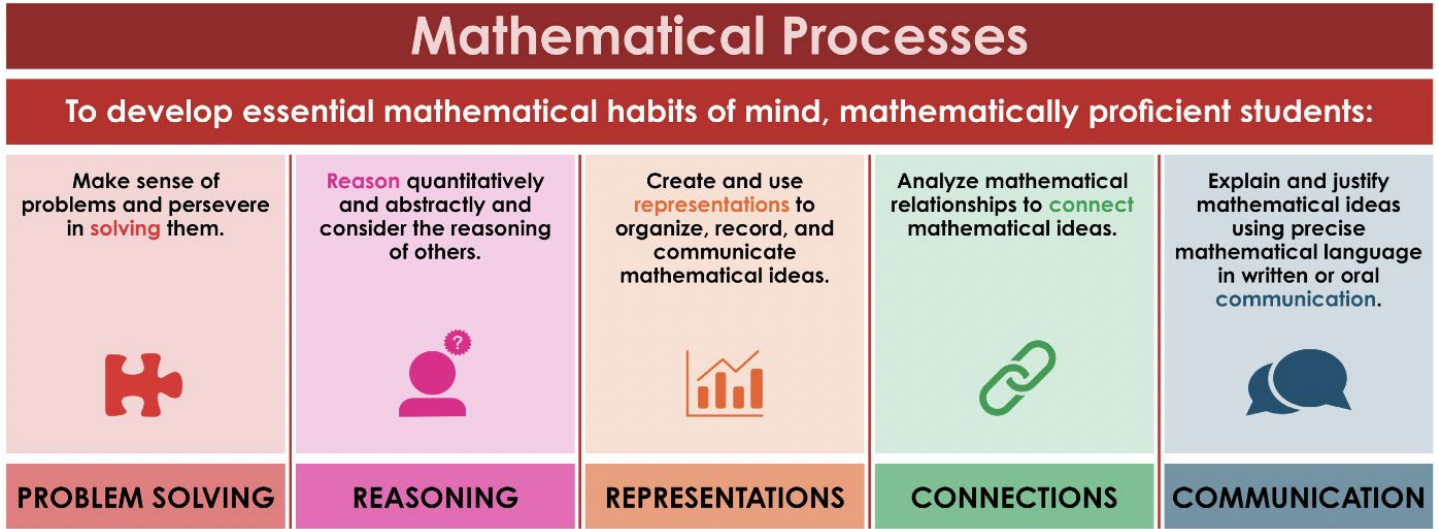 Mathematical Processes
To develop essential mathematical habits of mind, mathematically proficient students:
Make sense of
problems and persevere
in solving them.
PROBLEM SOLVING
Reason quantitatively
and abstractly and
consider the reasoning
of others.
?
REASONING
Create and use
representations to
organize, record, and
communicate
mathematical ideas.
REPRESENTATIONS
Analyze mathematical
relationships to connect
mathematical ideas.
CONNECTIONS
Explain and justify
mathematical ideas
using precise
mathematical language
in written or oral
communication.
COMMUNICATION